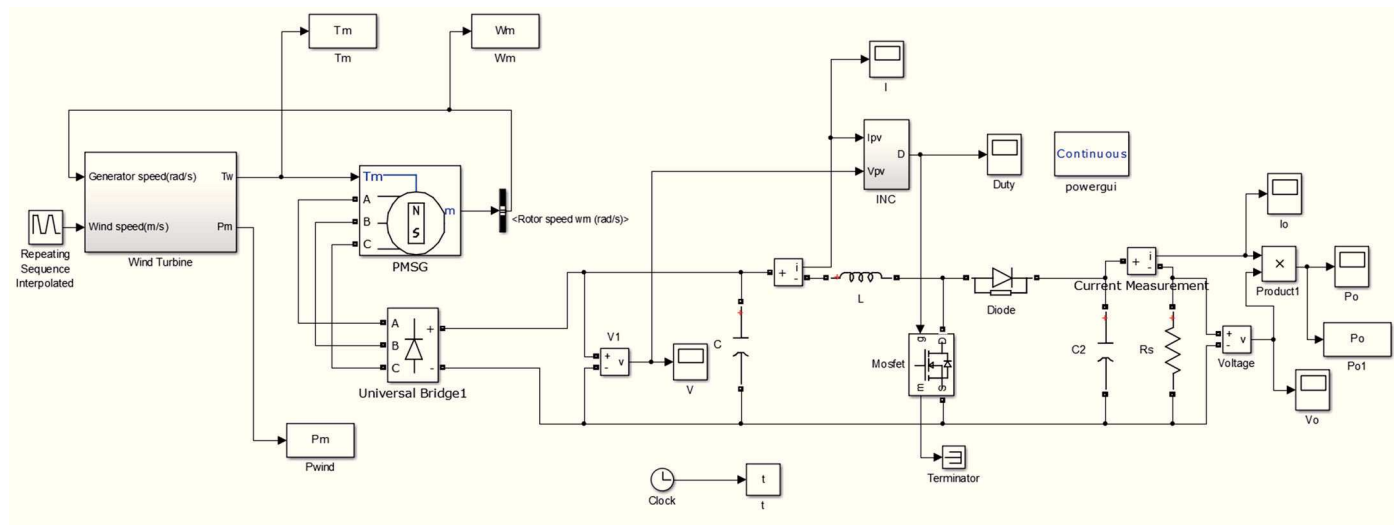 Tm
Tm
Wm
Wm
I
Generator speed(rad/s)
Tw
Wind speed(m/s)
Pm
Wind Turbine
Repeating
Sequence
Interpolated
Tm
A
B
C
N
S
m
PMSG
<Rotor speed wm (rad/s)>
Ipv
Vpv
D
INC
Duty
Continuous
powergui
Io
×
Product1
Po
Po
Po1
A
B
C
+
-
Universal Bridge1
V1
+
-
v
V
C
+
i
-
+
L
g
D
m
s
Mosfet
Diode
+
i
-
Current Measurement
+
C2
+
Rs
+
-
v
Voltage
Vo
Pm
Pwind
Terminator
Clock
t
t